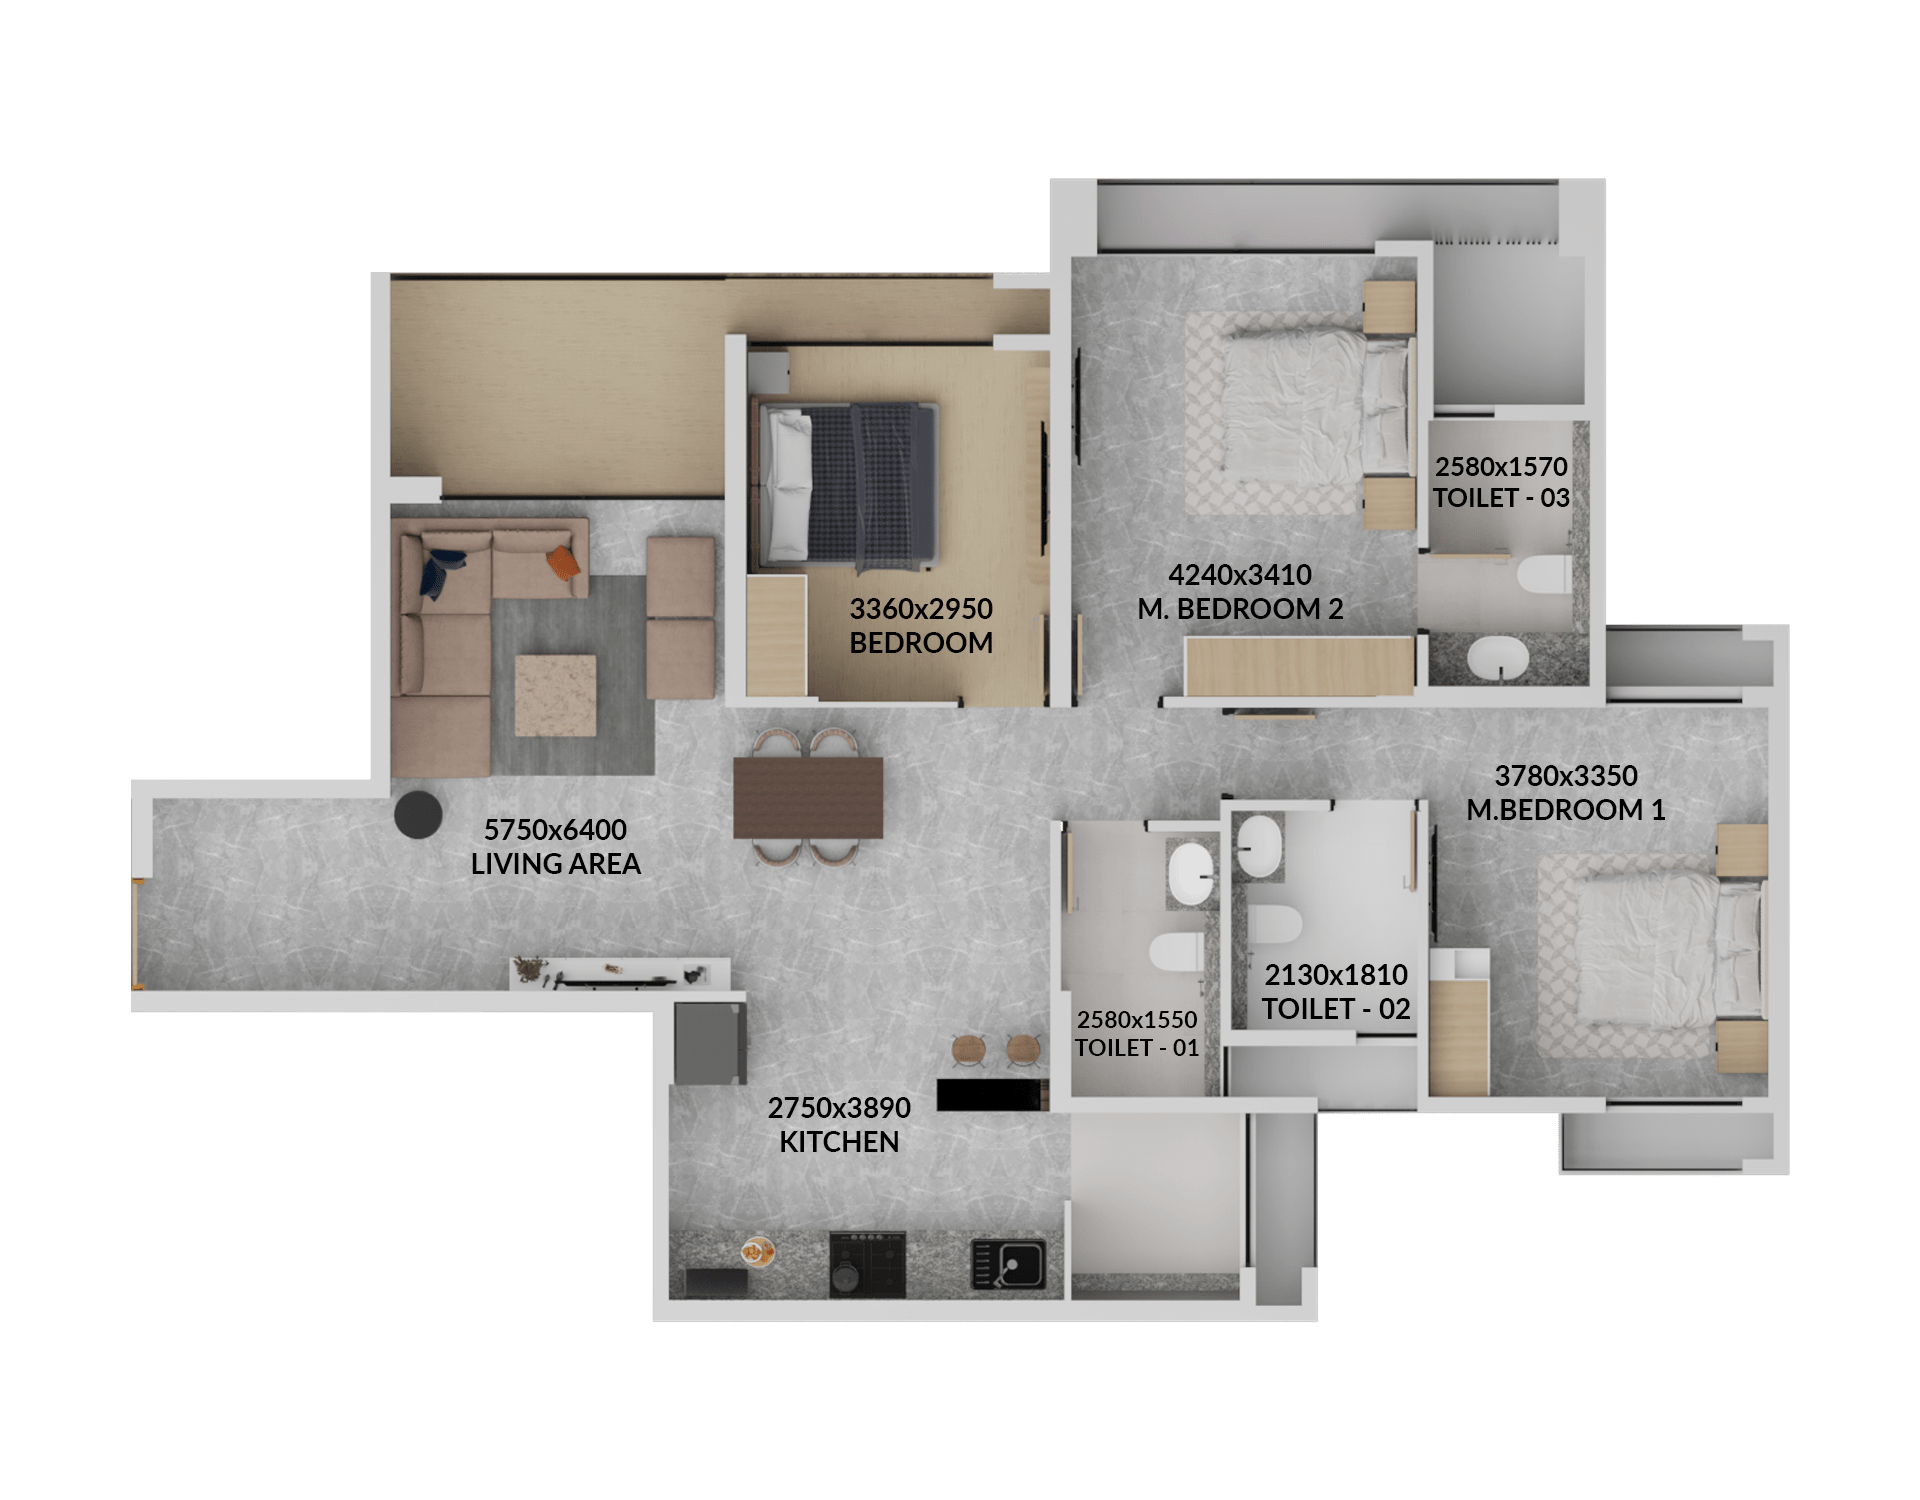 2580x1570
TOILET - 03
4240x3410
M. BEDROOM 2
3360x2950
BEDROOM
3780x3350
M.BEDROOM 1
5750x6400
LIVING AREA
2130x1810
TOILET - 02
2580x1550
TOILET - 01
2750x3890
KITCHEN